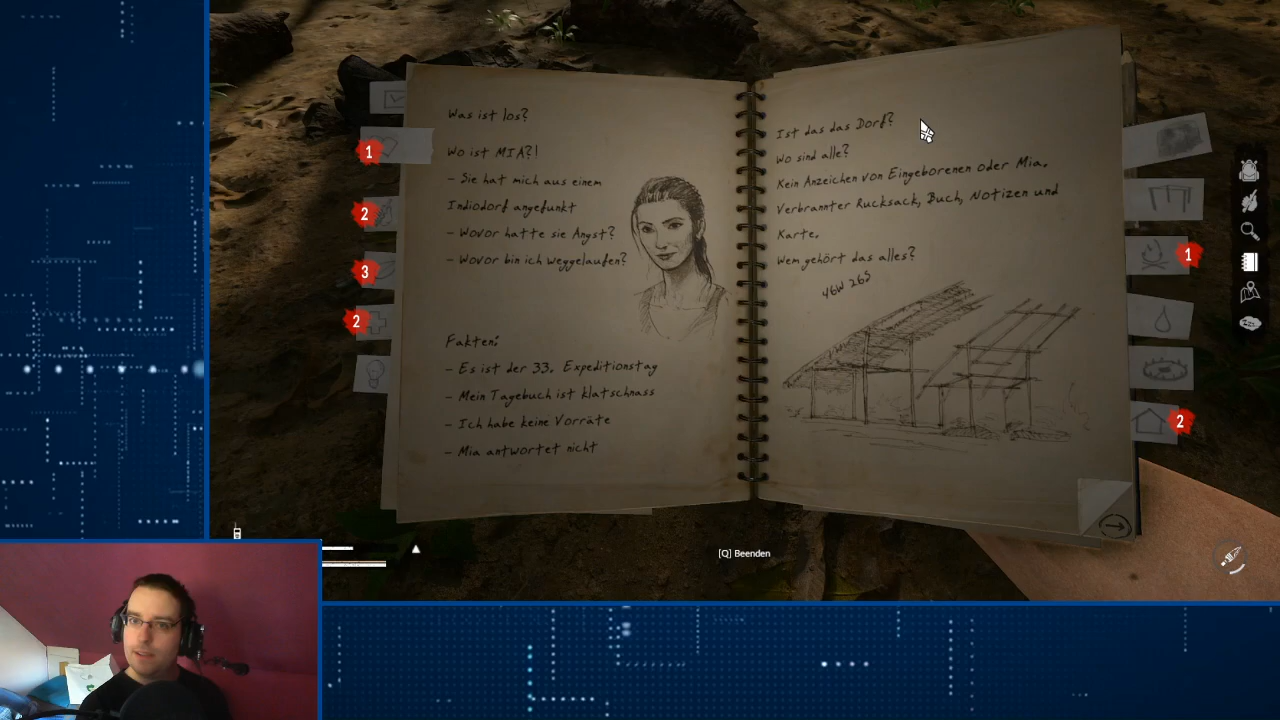 Was ist los?
Wo ist MIA?!
- Sie hat mich aus einem
Indiodorf angefunkt
- Wovor hatte sie Angst?
- Wovor bin ich weggelaufen?
Fakten:
- Es ist der 33. Expeditionstag
- Mein Tagebuch ist klatschnass
- Ich habe keine Vorräte
- Mia antwortet nicht
Ist das das Dorf?
Wo sind alle?
Kein Anzeichen von Eingeborenen oder Mia.
Verbrannter Rucksack, Buch, Notizen und
Karte.
Wem gehört das alles?
46W 26S
1
2
3
2
1
2
[Q] Beenden